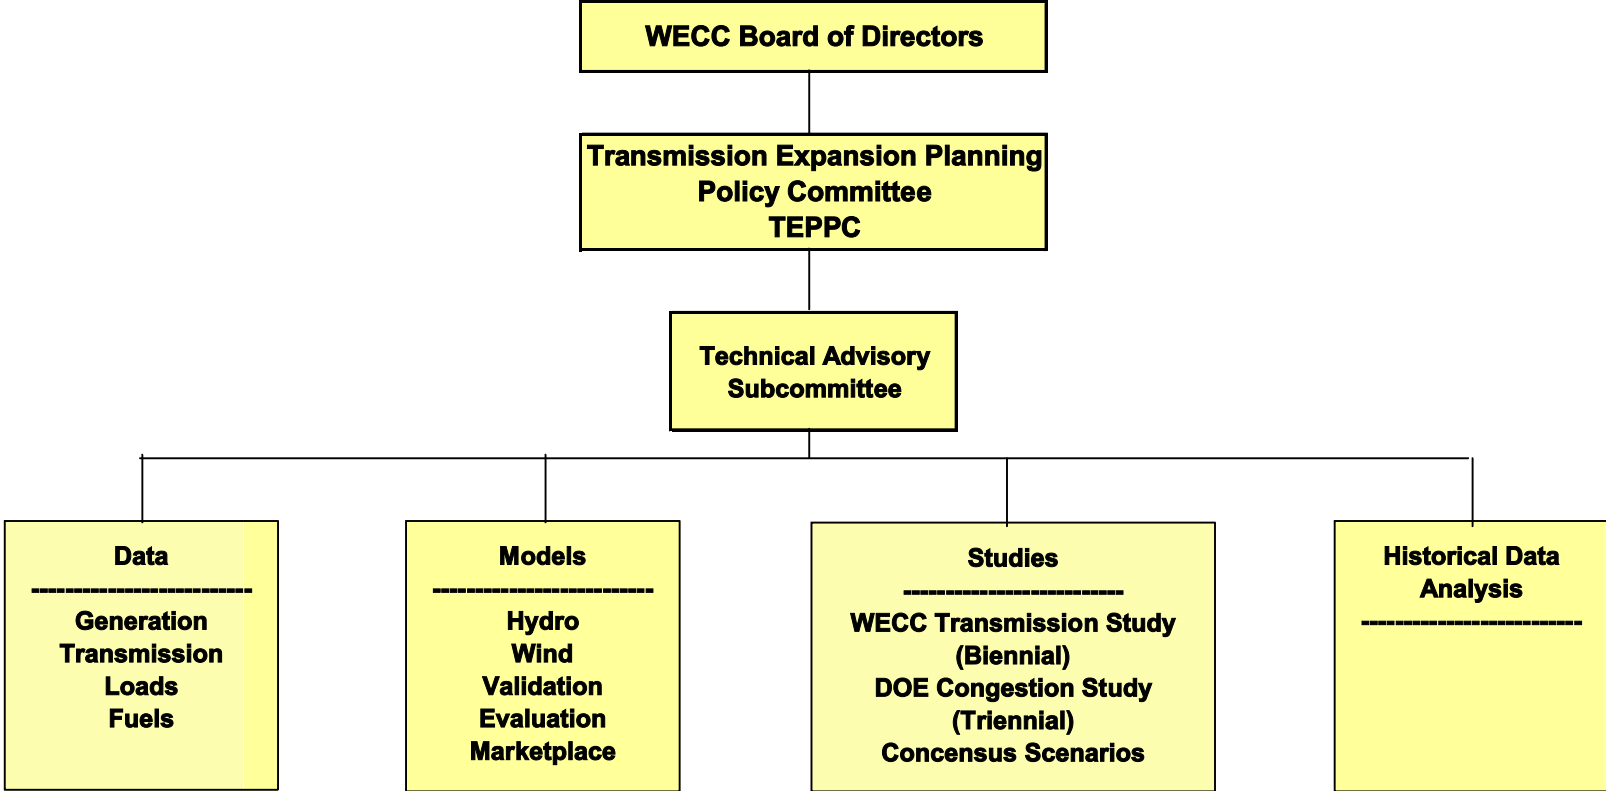 WECC Board of Directors
Transmission Expansion Planning
Policy Committee
TEPPC
Technical Advisory
Subcommittee
Data
--------------------------
Generation
Transmission
Loads
Fuels
Models
--------------------------
Hydro
Wind
Validation
Evaluation
Marketplace
Studies
--------------------------
WECC Transmission Study
(Biennial)
DOE Congestion Study
(Triennial)
Concensus Scenarios
Historical Data
Analysis
--------------------------